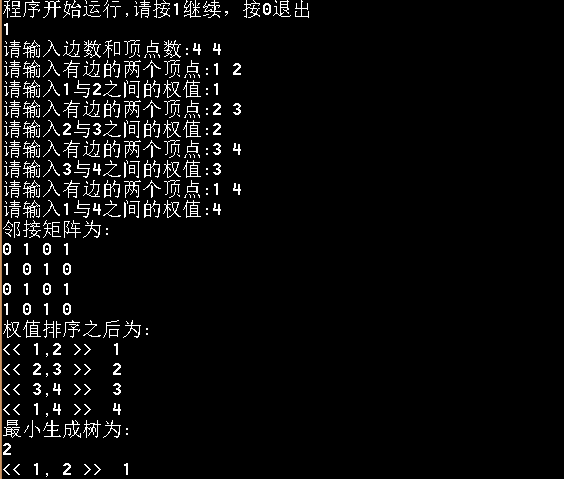 程序开始运行,请按1继续，按0退出
1
请输入边数和顶点数:4 4
请输入有边的两个顶点:1 2
请输入1与2之间的权值:1
请输入有边的两个顶点:2 3
请输入2与3之间的权值:2
请输入有边的两个顶点:3 4
请输入3与4之间的权值:3
请输入有边的两个顶点:1 4
请输入1与4之间的权值:4
邻接矩阵为:
0 1 0 1
1 0 1 0
0 1 0 1
1 0 1 0
权值排序之后为:
<< 1,2 >>  1
<< 2,3 >>  2
<< 3,4 >>  3
<< 1,4 >>  4
最小生成树为:
2
<< 1, 2 >>  1